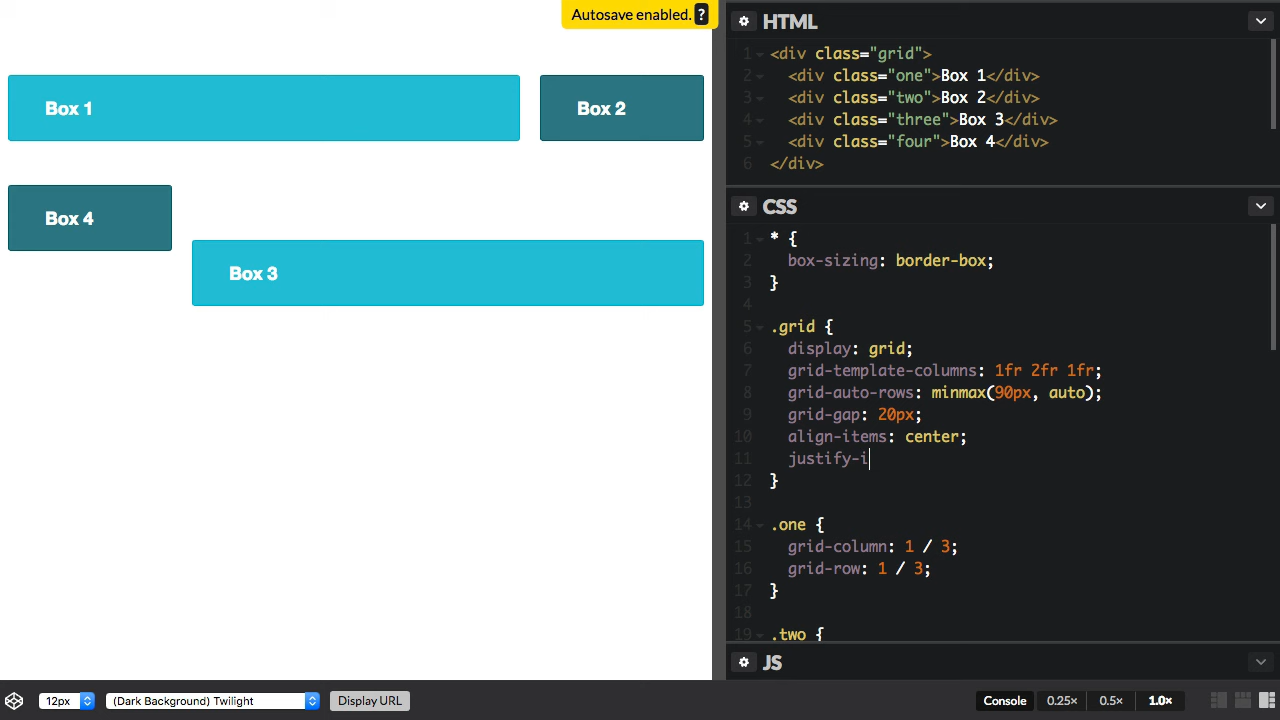 Autosave enabled. ?
Box 1
Box 2
Box 4
Box 3
HTML
1 <div class="grid">
2 <div class="one">Box 1</div>
3 <div class="two">Box 2</div>
4 <div class="three">Box 3</div>
5 <div class="four">Box 4</div>
6 </div>
CSS
1 * {
2 box-sizing: border-box;
3 }
4
5 .grid {
6 display: grid;
7 grid-template-columns: 1fr 2fr 1fr;
8 grid-auto-rows: minmax(90px, auto);
9 grid-gap: 20px;
10 align-items: center;
11 justify-i
12 }
13
14 .one {
15 grid-column: 1 / 3;
16 grid-row: 1 / 3;
17 }
18
19 .two {
JS
12px (Dark Background) Twilight Display URL Console 0.25× 0.5× 1.0×